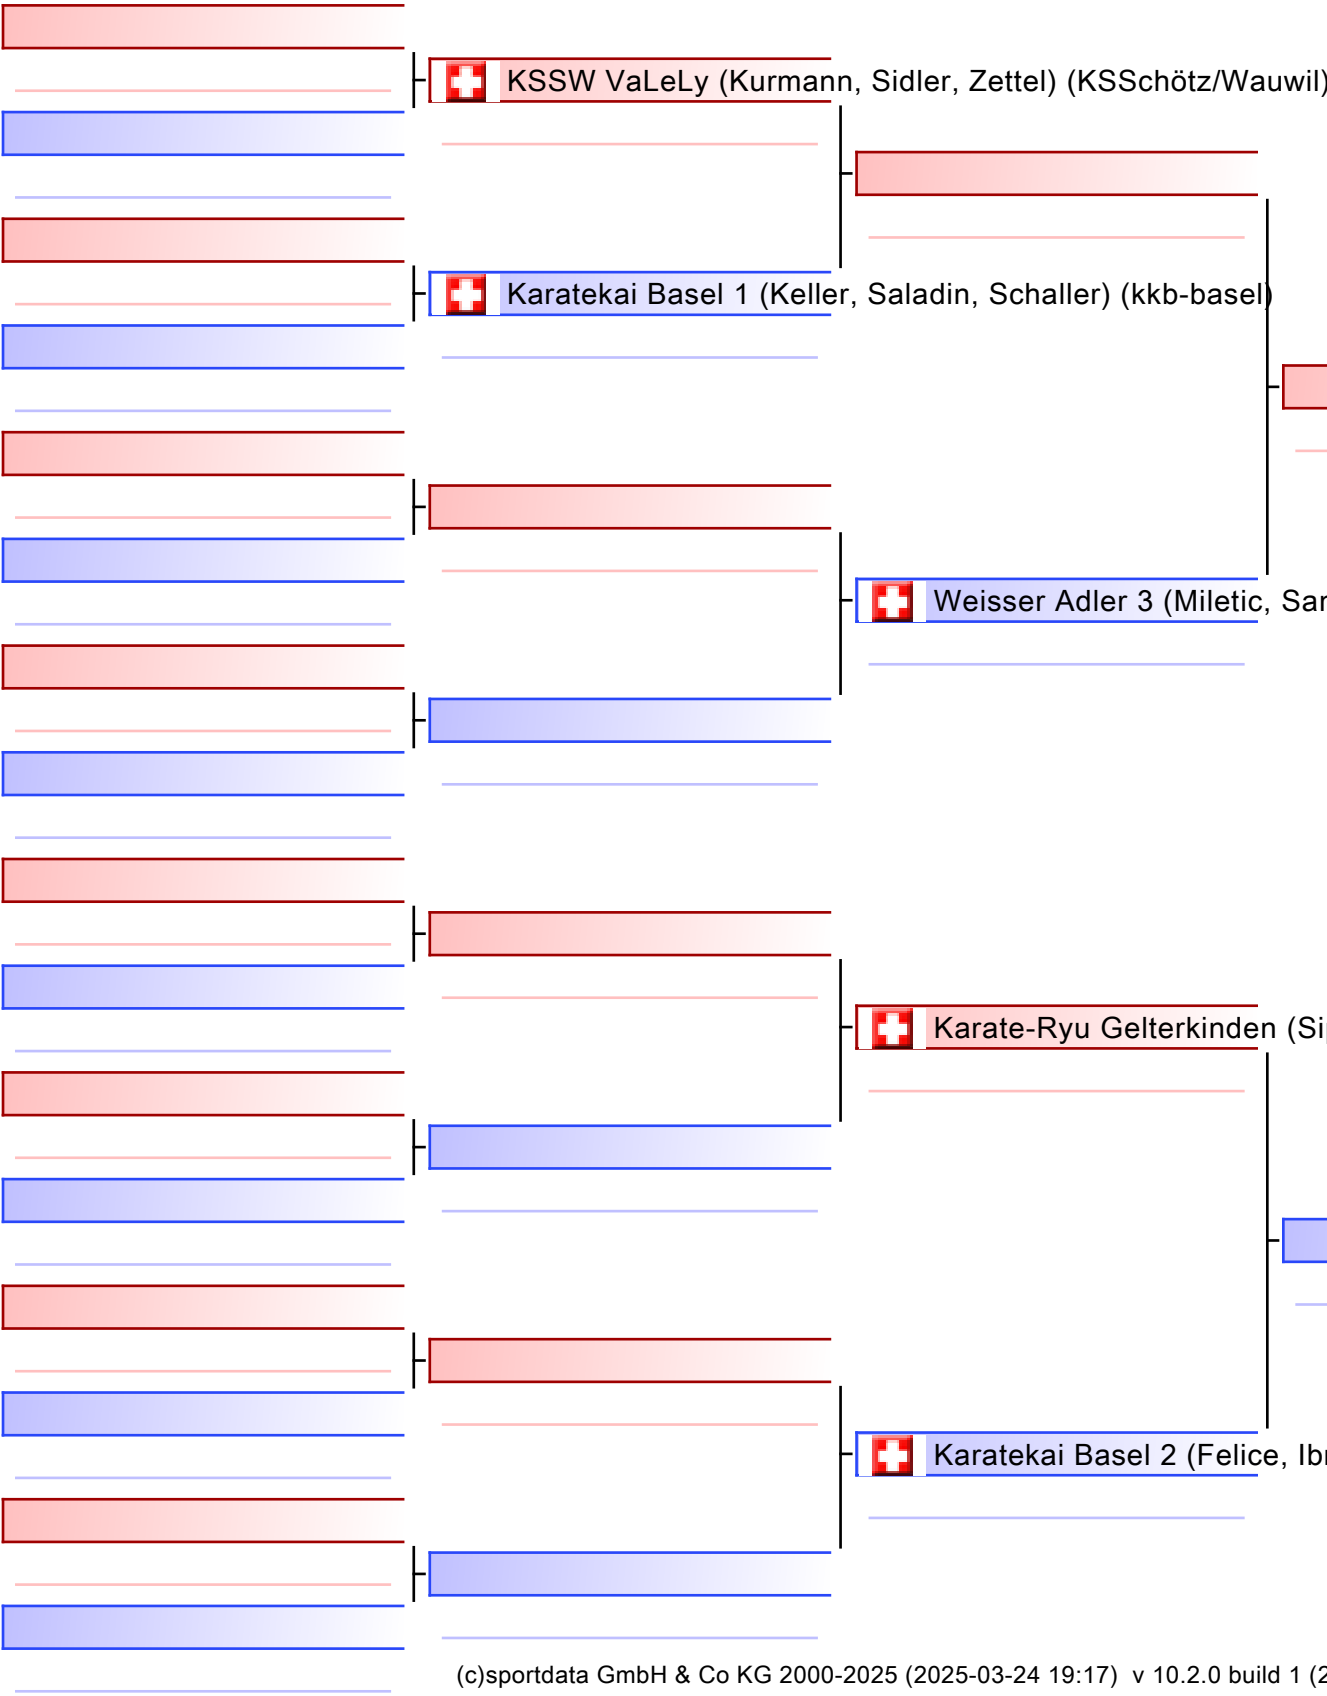 KSSW VaLeLy (Kurmann, Sidler, Zettel) (KSSchötz/Wauwil)
Karatekai Basel 1 (Keller, Saladin, Schaller) (kkb-basel)
Weisser Adler 3 (Miletic,
Karate-Ryu Gelterkinden
Karatekai Basel 2 (Felice,
(c)sportdata GmbH & Co KG 2000-2025 (2025-03-24 19:17) v 10.2.0 build 1